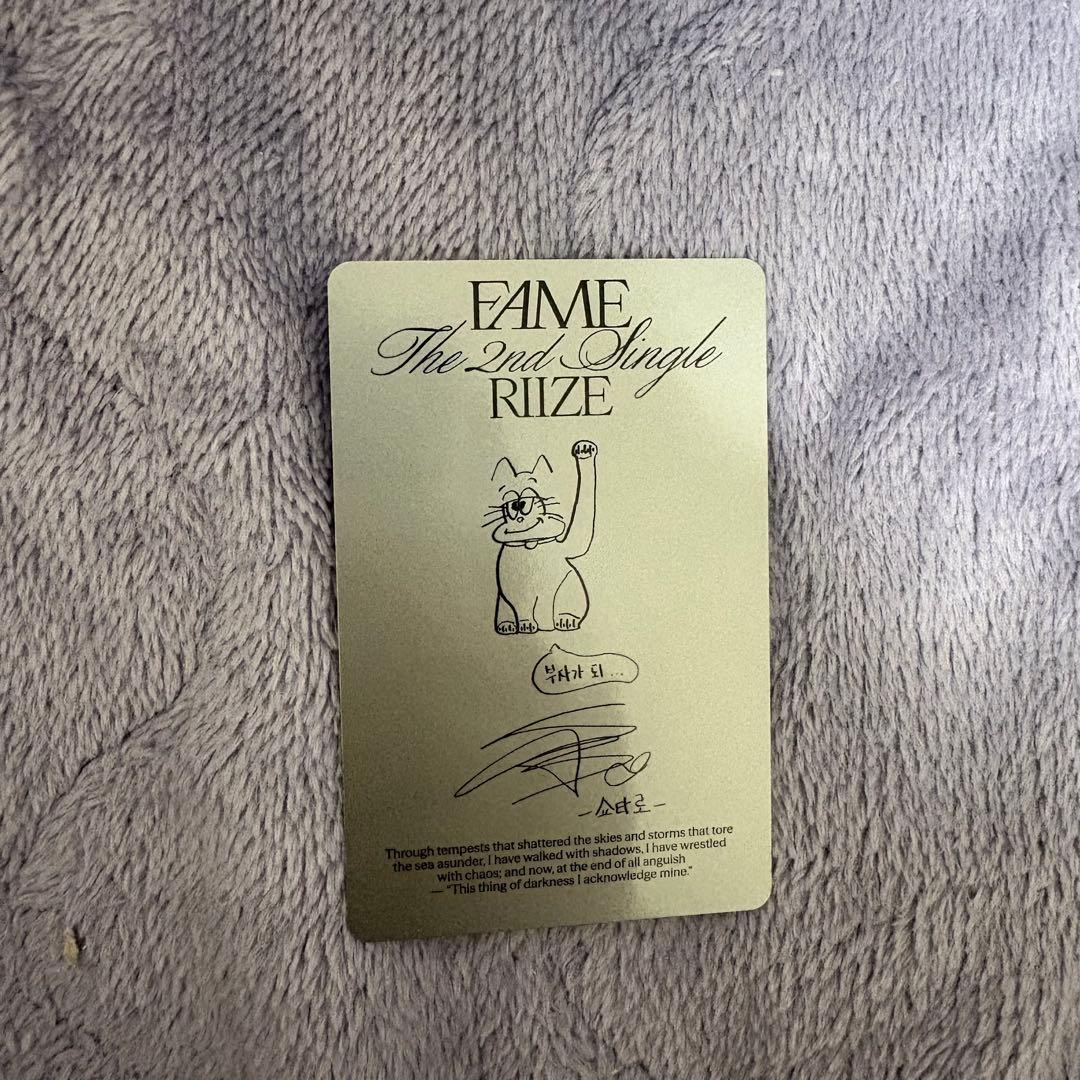 FAME
The 2nd Single
RIIZE
부자가 되...
-쇼타로-
Through tempests that shattered the skies and storms that tore
the sea asunder, I have walked with shadows, I have wrestled
with chaos; and now, at the end of all anguish
— "This thing of darkness I acknowledge mine."